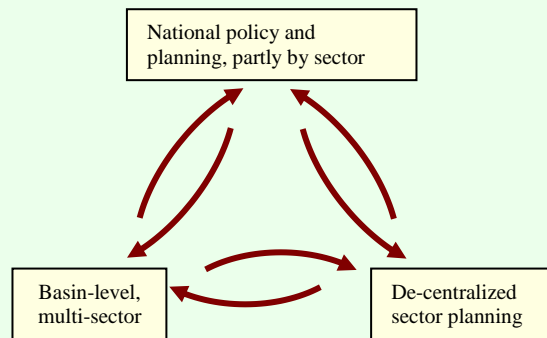 National policy and
planning, partly by sector
Basin-level,
multi-sector
De-centralized
sector planning